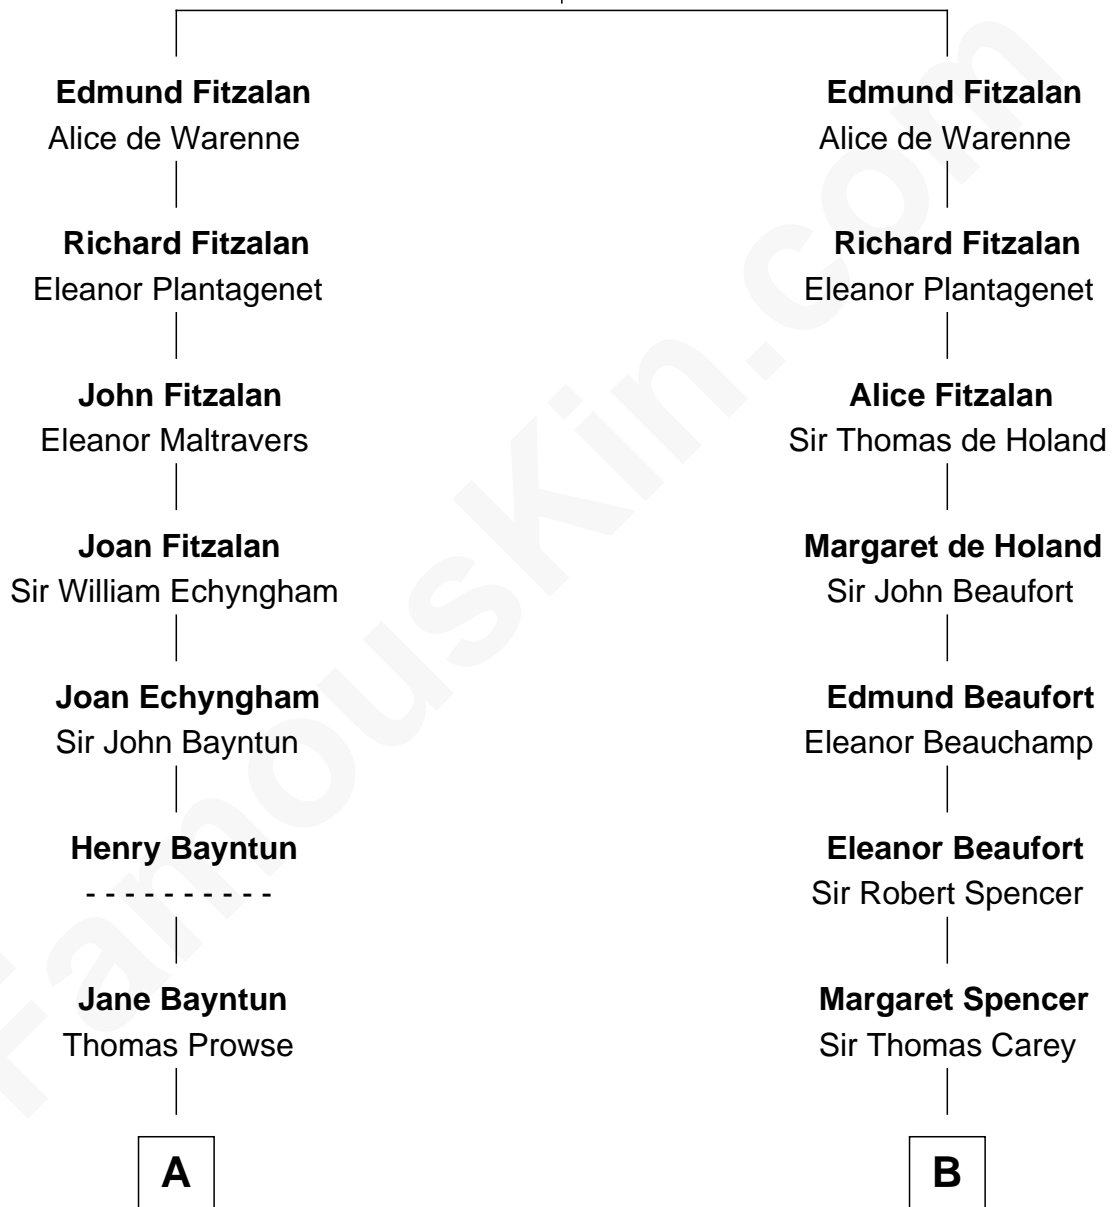 Edmund Fitzalan
Alice de Warenne
Richard Fitzalan
Eleanor Plantagenet
John Fitzalan
Eleanor Maltravers
Joan Fitzalan
Sir William Echyngham
Joan Echyngham
Sir John Bayntun
Henry Bayntun
- - - - - - - - - -
Jane Bayntun
Thomas Prowse
A
Edmund Fitzalan
Alice de Warenne
Richard Fitzalan
Eleanor Plantagenet
Alice Fitzalan
Sir Thomas de Holand
Margaret de Holand
Sir John Beaufort
Edmund Beaufort
Eleanor Beauchamp
Eleanor Beaufort
Sir Robert Spencer
Margaret Spencer
Sir Thomas Carey
B
FamousKin.com